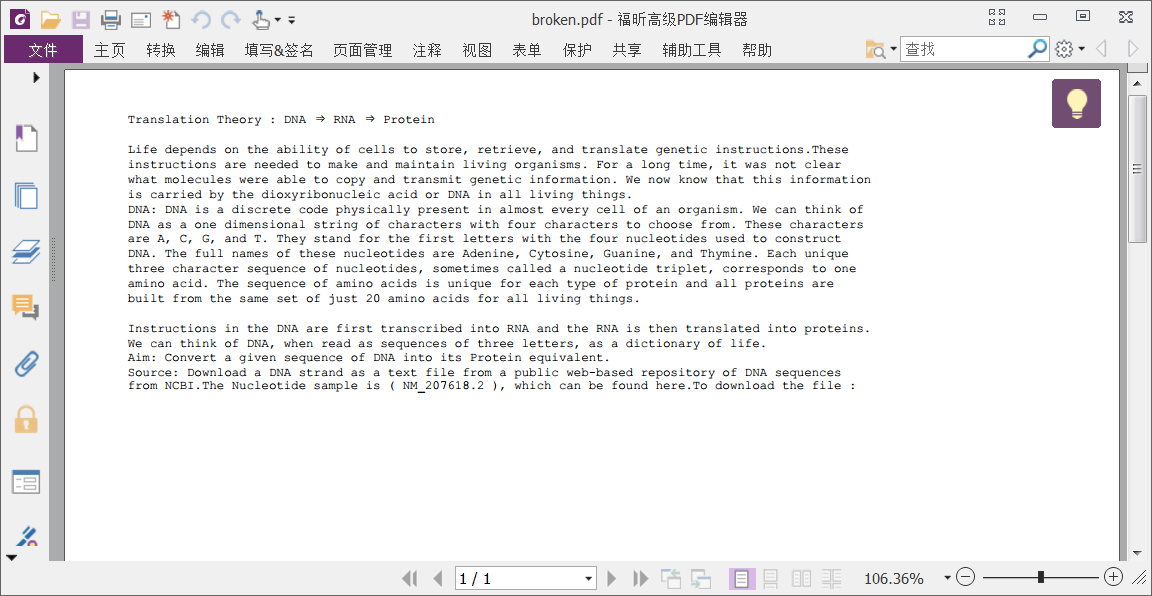 broken.pdf - 福昕高级PDF编辑器
文件 主页 转换 编辑 填写&签名 页面管理 注释 视图 表单 保护 共享 辅助工具 帮助 查找
Translation Theory : DNA → RNA → Protein
Life depends on the ability of cells to store, retrieve, and translate genetic instructions.These
instructions are needed to make and maintain living organisms. For a long time, it was not clear
what molecules were able to copy and transmit genetic information. We now know that this information
is carried by the dioxyribonucleic acid or DNA in all living things.
DNA: DNA is a discrete code physically present in almost every cell of an organism. We can think of
DNA as a one dimensional string of characters with four characters to choose from. These characters
are A, C, G, and T. They stand for the first letters with the four nucleotides used to construct
DNA. The full names of these nucleotides are Adenine, Cytosine, Guanine, and Thymine. Each unique
three character sequence of nucleotides, sometimes called a nucleotide triplet, corresponds to one
amino acid. The sequence of amino acids is unique for each type of protein and all proteins are
built from the same set of just 20 amino acids for all living things.
Instructions in the DNA are first transcribed into RNA and the RNA is then translated into proteins.
We can think of DNA, when read as sequences of three letters, as a dictionary of life.
Aim: Convert a given sequence of DNA into its Protein equivalent.
Source: Download a DNA strand as a text file from a public web-based repository of DNA sequences
from NCBI.The Nucleotide sample is ( NM_207618.2 ), which can be found here.To download the file :
1 / 1 106.36%